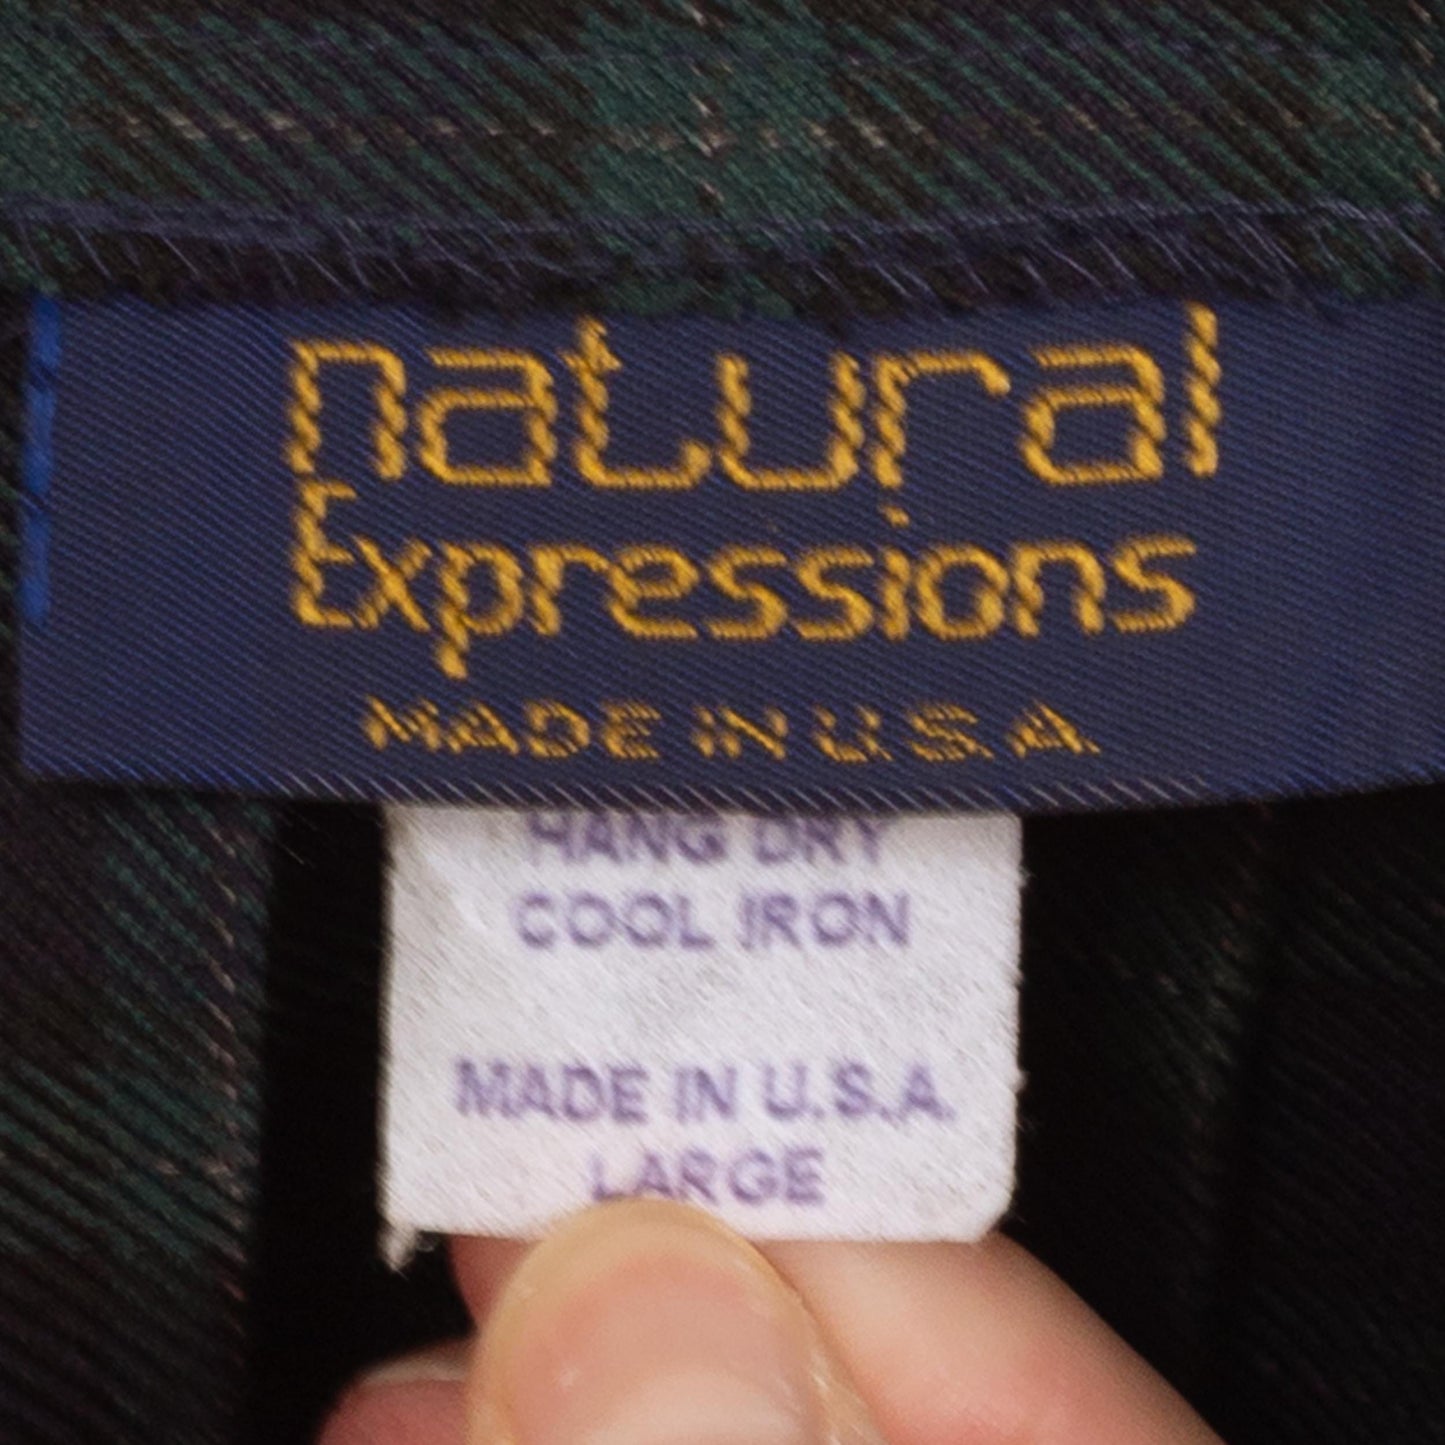 natural
Expressions
MADE IN U.S.A.
HANG DRY
COOL IRON
MADE IN U.S.A.
LARGE